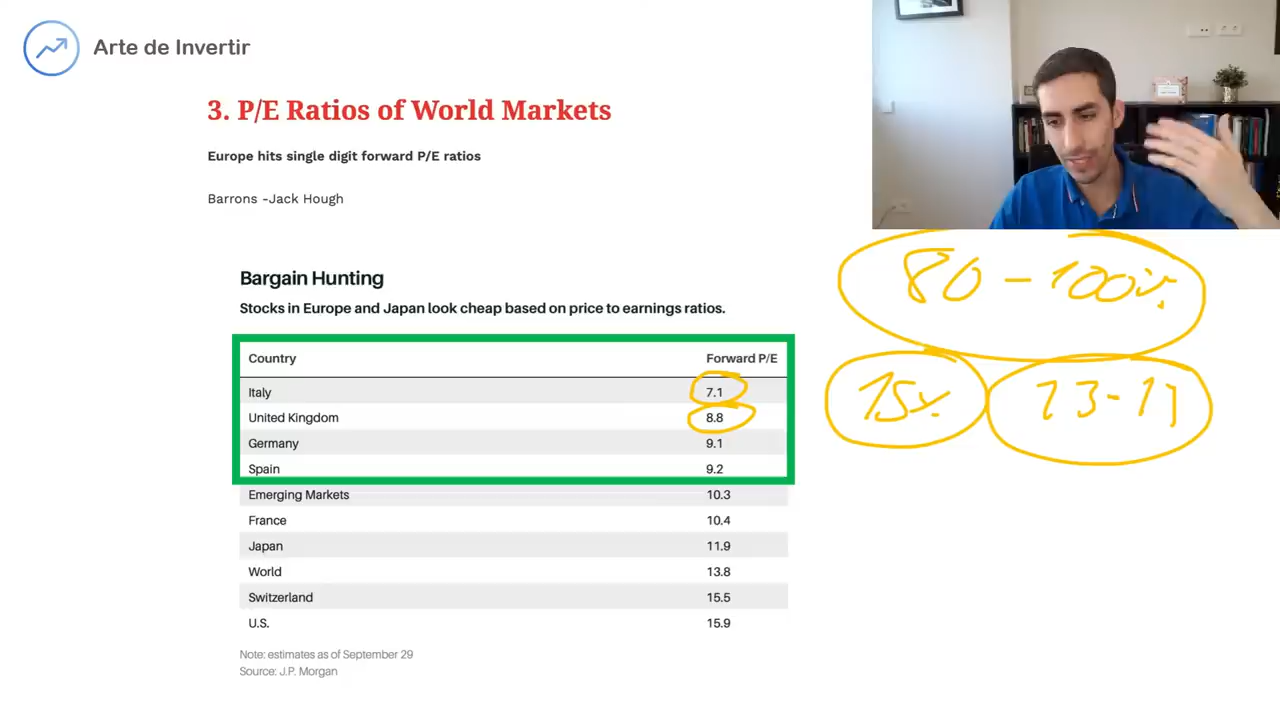 Arte de Invertir
3. P/E Ratios of World Markets
Europe hits single digit forward P/E ratios
Barrons -Jack Hough
Bargain Hunting
Stocks in Europe and Japan look cheap based on price to earnings ratios.
Country Forward P/E
Italy 7.1
United Kingdom 8.8
Germany 9.1
Spain 9.2
Emerging Markets 10.3
France 10.4
Japan 11.9
World 13.8
Switzerland 15.5
U.S. 15.9
Note: estimates as of September 29
Source: J.P. Morgan
80 - 100%
15%